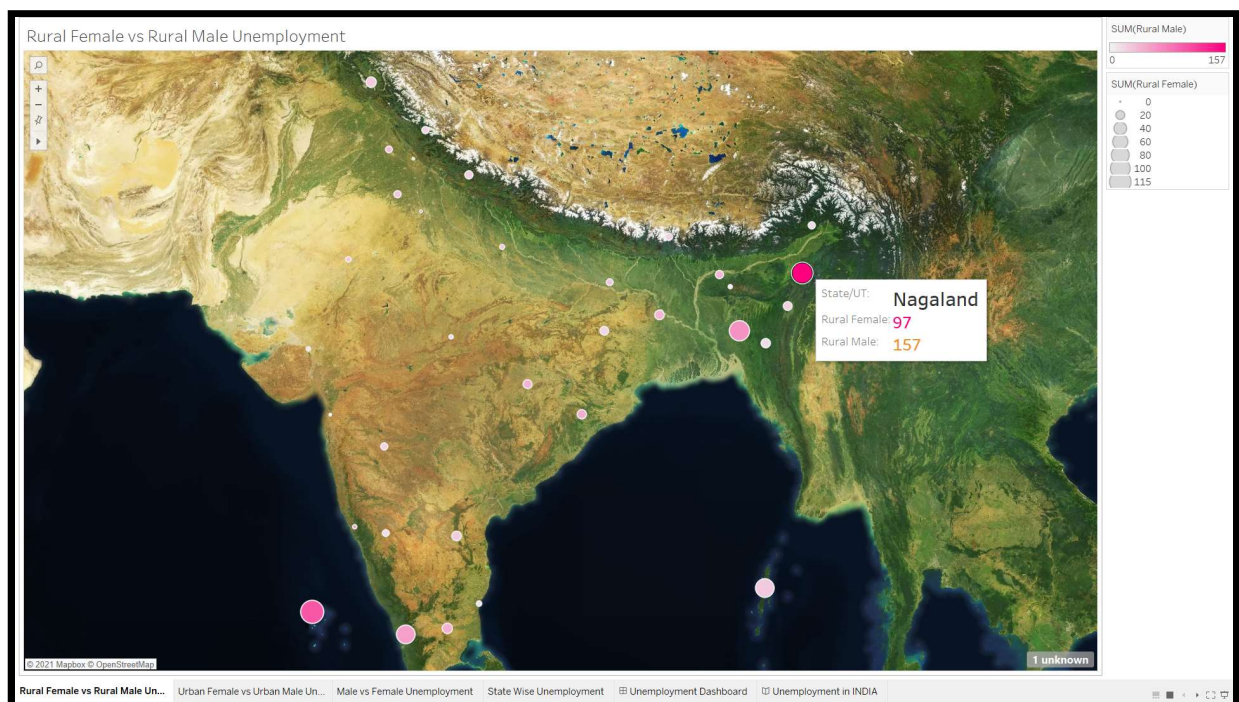 Rural Female vs Rural Male Unemployment
SUM(Rural Male)
0 157
SUM(Rural Female)
0
20
40
60
80
100
115
State/UT: Nagaland
Rural Female: 97
Rural Male: 157
© 2021 Mapbox © OpenStreetMap
1 unknown
Rural Female vs Rural Male Un... Urban Female vs Urban Male Un... Male vs Female Unemployment State Wise Unemployment Unemployment Dashboard Unemployment in INDIA